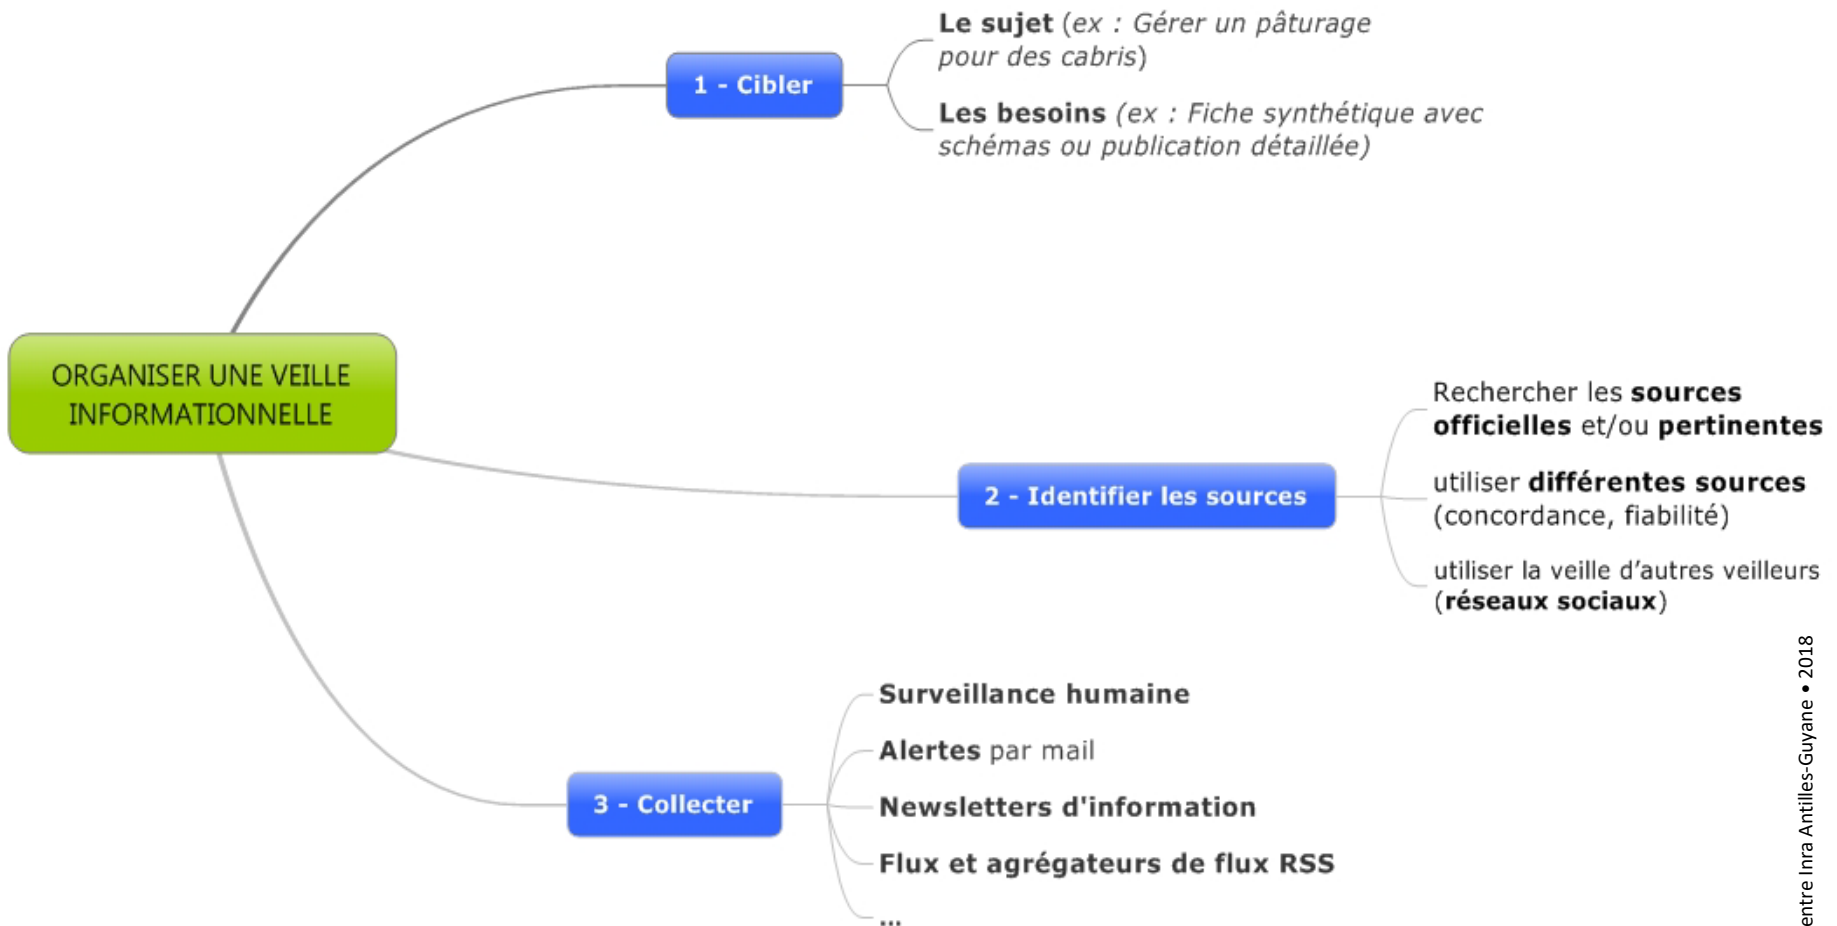 Le sujet (ex : Gérer un pâturage
pour des cabris)
1 - Cibler
Les besoins (ex : Fiche synthétique avec
schémas ou publication détaillée)
ORGANISER UNE VEILLE
INFORMATIONNELLE
Rechercher les sources
officielles et/ou pertinentes
2 - Identifier les sources
utiliser différentes sources
(concordance, fiabilité)
utiliser la veille d’autres veilleurs
(réseaux sociaux)
3 - Collecter
Surveillance humaine
Alertes par mail
Newsletters d'information
Flux et agrégateurs de flux RSS
...
entre Inra Antilles-Guyane • 2018